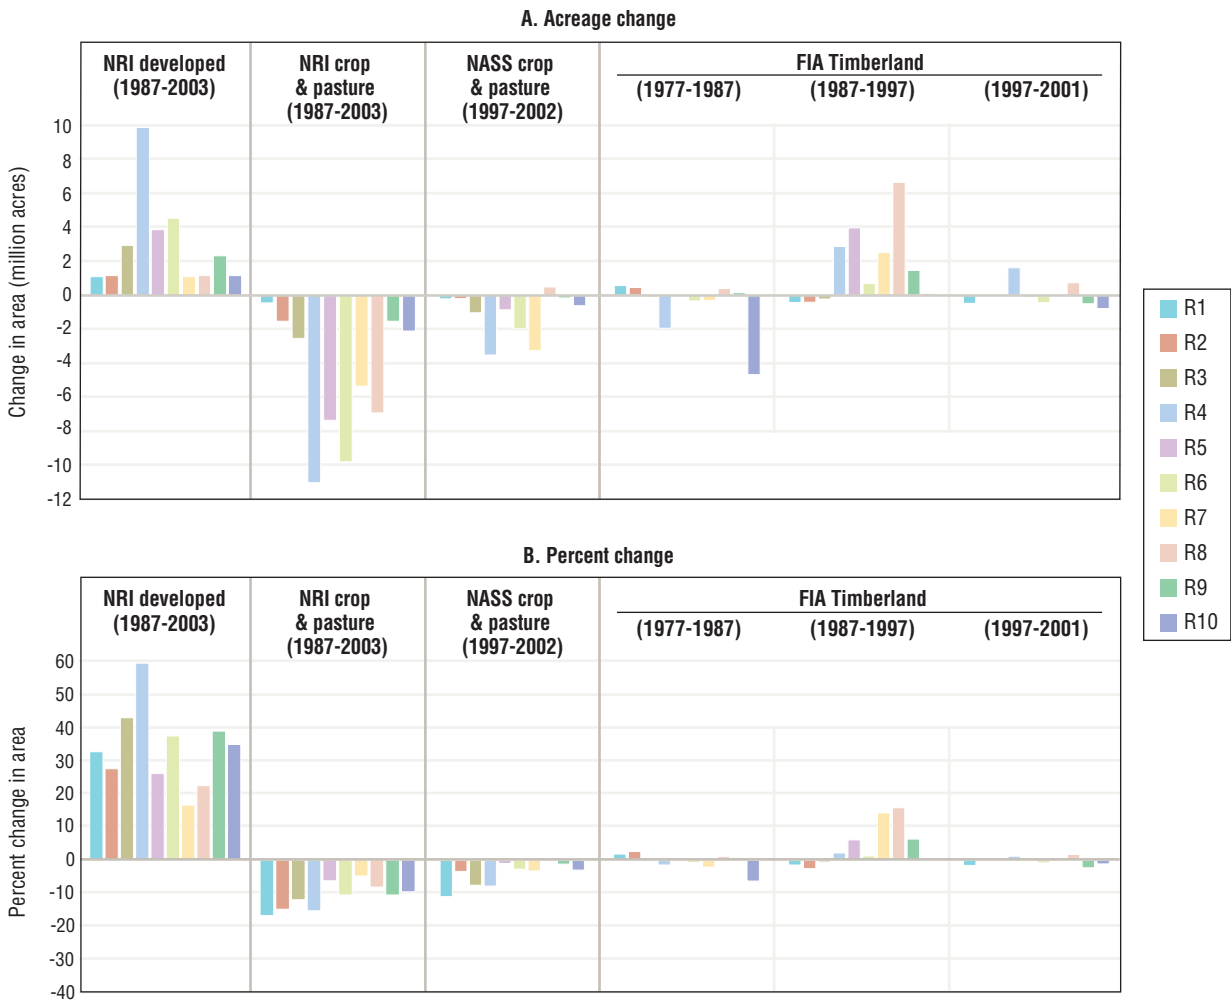 A. Acreage change
NRI developed
(1987-2003)
NRI crop
& pasture
(1987-2003)
NASS crop
& pasture
(1997-2002)
FIA Timberland
(1977-1987)
(1987-1997)
(1997-2001)
Change in area (million acres)
10
8
6
4
2
0
-2
-4
-6
-8
-10
-12
R1
R2
R3
R4
R5
R6
R7
R8
R9
R10
B. Percent change
NRI developed
(1987-2003)
NRI crop
& pasture
(1987-2003)
NASS crop
& pasture
(1997-2002)
FIA Timberland
(1977-1987)
(1987-1997)
(1997-2001)
Percent change in area
60
50
40
30
20
10
0
-10
-20
-30
-40